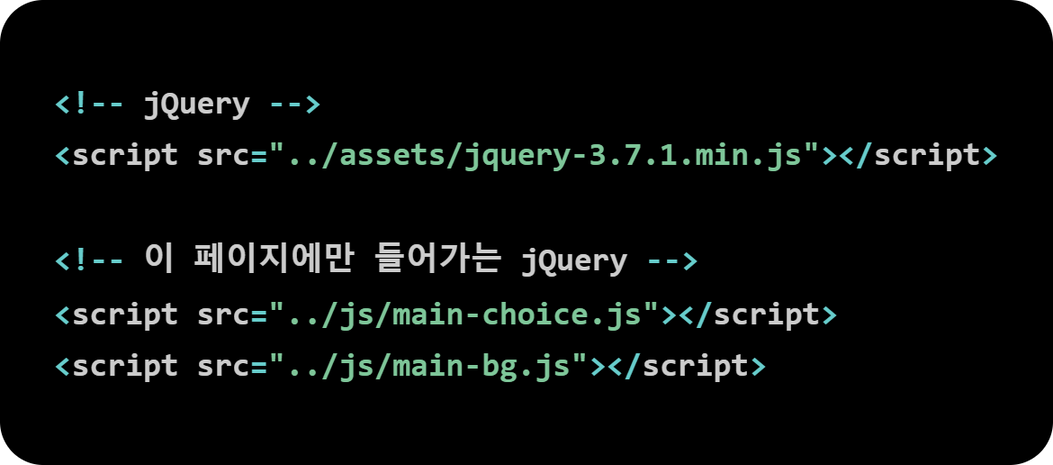 <!-- jQuery -->
<script src="../assets/jquery-3.7.1.min.js"></script>
<!-- 이 페이지에만 들어가는 jQuery -->
<script src="../js/main-choice.js"></script>
<script src="../js/main-bg.js"></script>